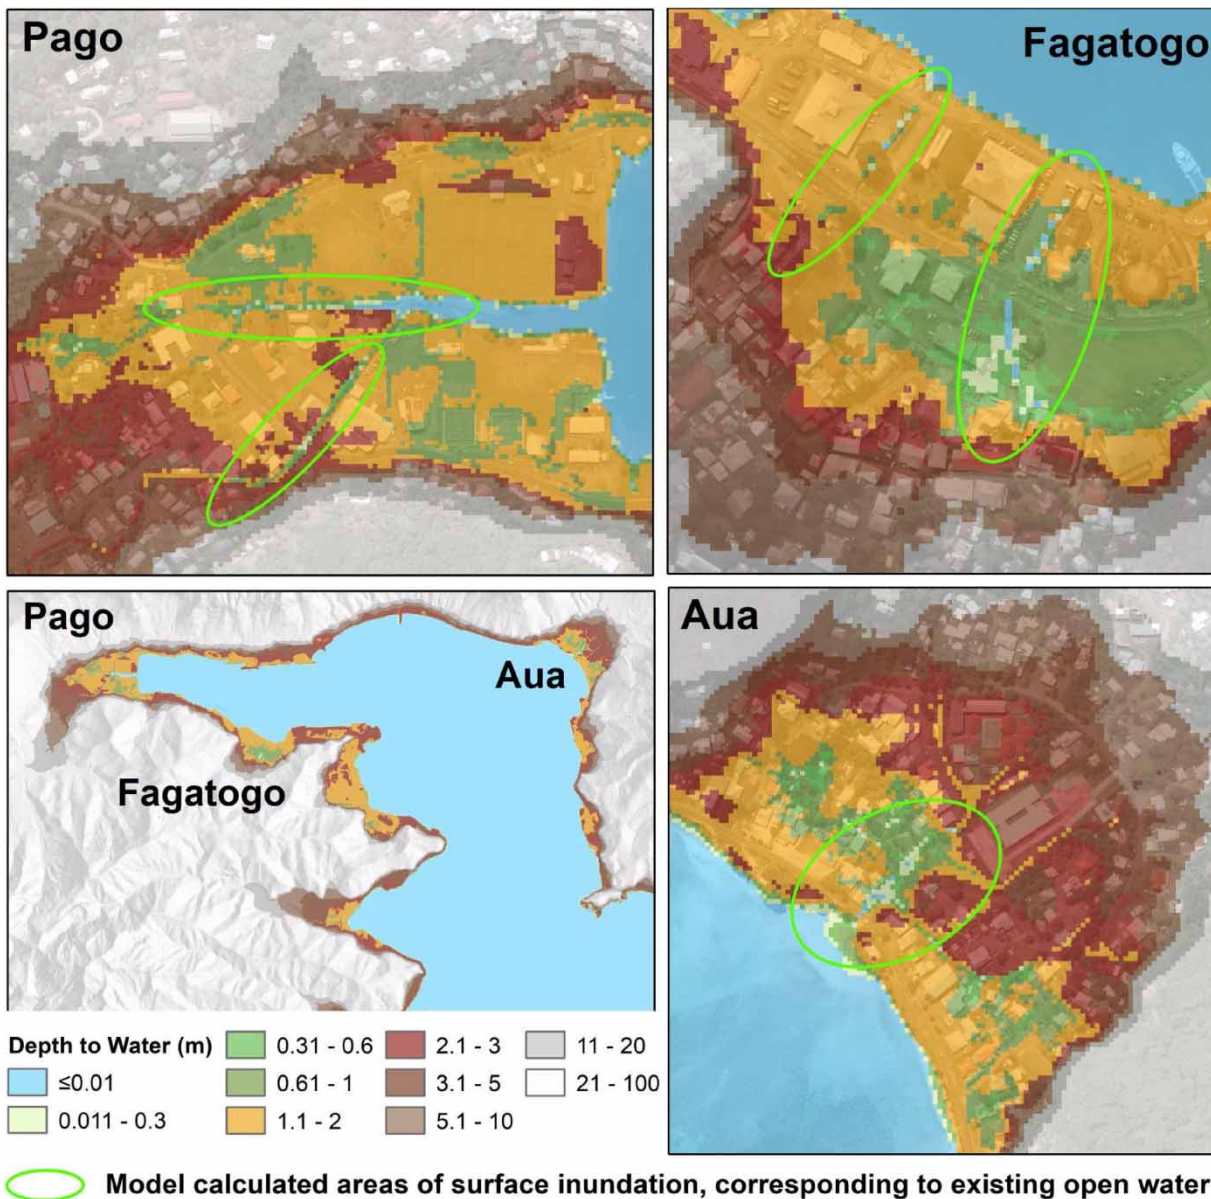 Pago
Fagatogo
Pago
Aua
Fagatogo
Aua
Depth to Water (m)
≤0.01
0.011 - 0.3
0.31 - 0.6
0.61 - 1
1.1 - 2
2.1 - 3
3.1 - 5
5.1 - 10
11 - 20
21 - 100
Model calculated areas of surface inundation, corresponding to existing open water